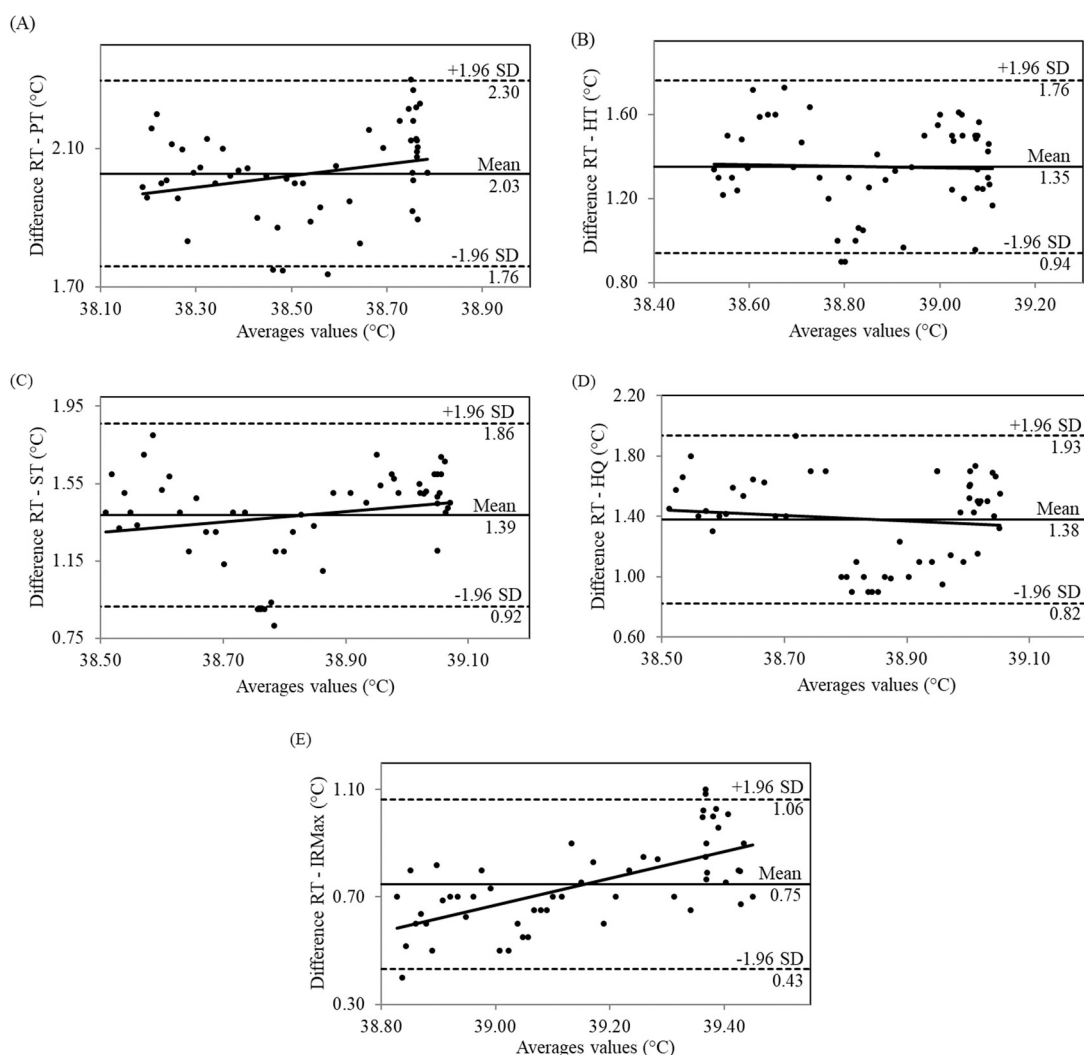 (A)
Difference RT - PT (°C)
2.10
1.70
+1.96 SD
2.30
Mean
2.03
-1.96 SD
1.76
38.10 38.30 38.50 38.70 38.90
Averages values (°C)
(B)
Difference RT - HT (°C)
1.60
1.20
0.80
+1.96 SD
1.76
Mean
1.35
-1.96 SD
0.94
38.40 38.60 38.80 39.00 39.20
Averages values (°C)
(C)
Difference RT - ST (°C)
1.95
1.55
1.15
0.75
+1.96 SD
1.86
Mean
1.39
-1.96 SD
0.92
38.50 38.70 38.90 39.10
Averages values (°C)
(D)
Difference RT - HQ (°C)
2.20
1.80
1.40
1.00
0.60
+1.96 SD
1.93
Mean
1.38
-1.96 SD
0.82
38.50 38.70 38.90 39.10
Averages values (°C)
(E)
Difference RT - IRMax (°C)
1.10
0.70
0.30
+1.96 SD
1.06
Mean
0.75
-1.96 SD
0.43
38.80 39.00 39.20 39.40
Averages values (°C)